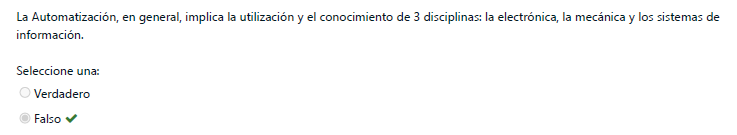 La Automatización, en general, implica la utilización y el conocimiento de 3 disciplinas: la electrónica, la mecánica y los sistemas de
información.
Seleccione una:
Verdadero
Falso